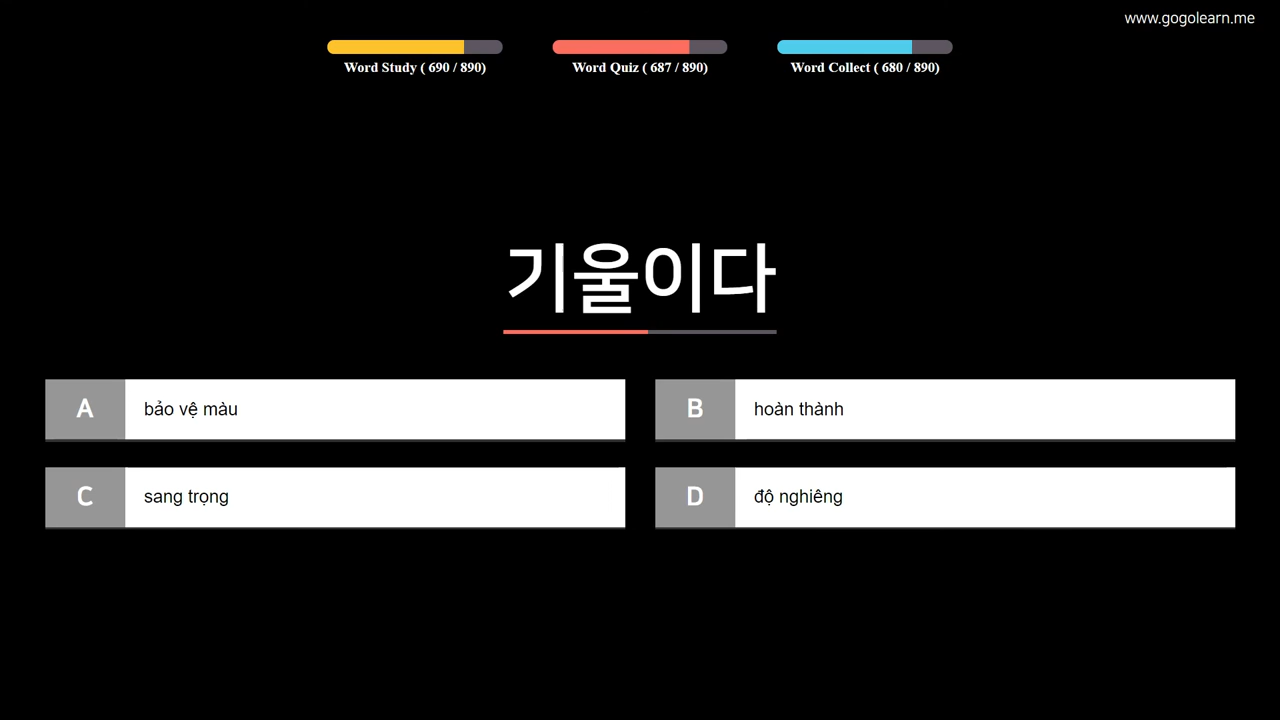 www.gogolearn.me
Word Study ( 690 / 890)
Word Quiz ( 687 / 890)
Word Collect ( 680 / 890)
기울이다
A bảo vệ màu
B hoàn thành
C sang trọng
D độ nghiêng